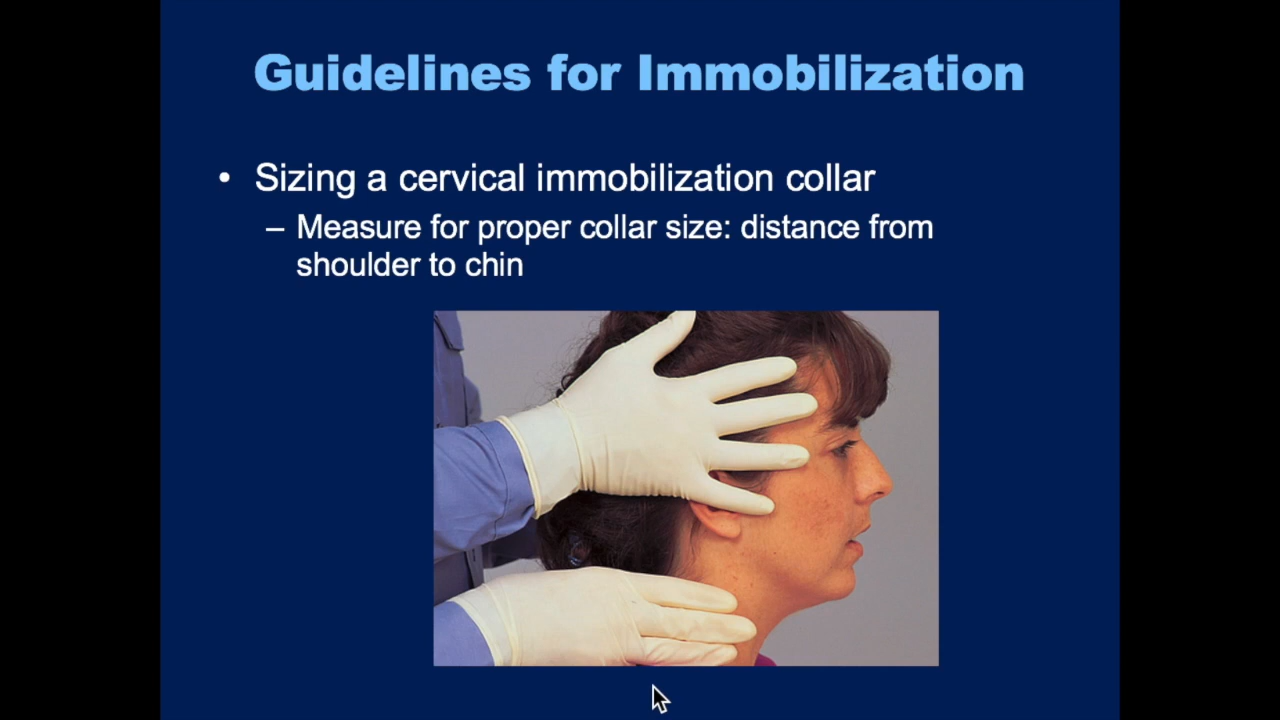 Guidelines for Immobilization
• Sizing a cervical immobilization collar
– Measure for proper collar size: distance from
shoulder to chin